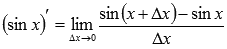 (sin x)′ = lim_{Δx→0} (sin(x + Δx) − sin x) / Δx